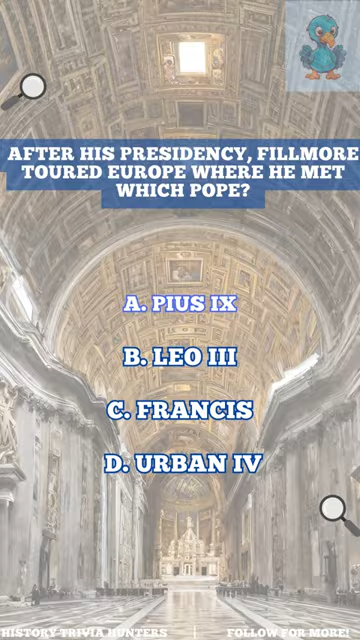 AFTER HIS PRESIDENCY, FILLMORE
TOURED EUROPE WHERE HE MET
WHICH POPE?
A. PIUS IX
B. LEO III
C. FRANCIS
D. URBAN IV
HISTORY TRIVIA HUNTERS | FOLLOW FOR MORE!